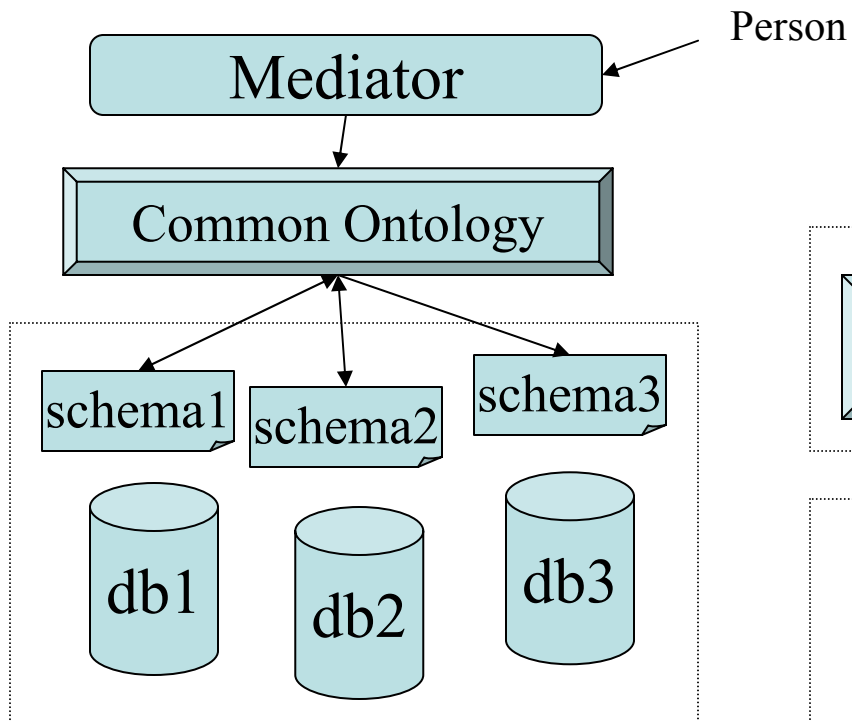 Person
Mediator
Common Ontology
schema1
schema2
schema3
db1
db2
db3